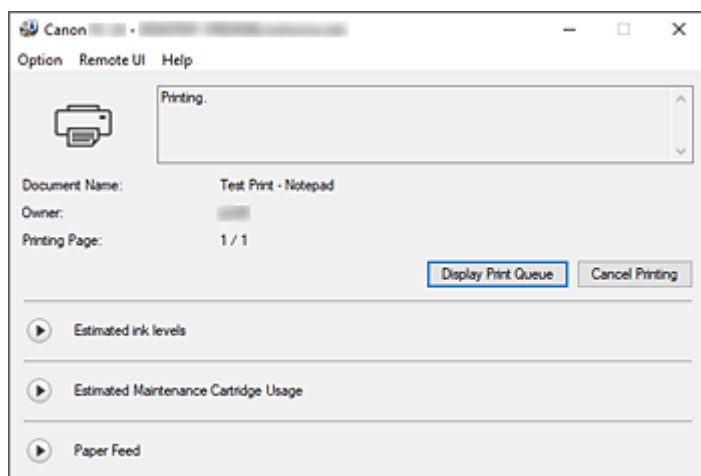 Canon -
Option Remote UI Help
Printing.
Document Name: Test Print - Notepad
Owner:
Printing Page: 1 / 1
Display Print Queue Cancel Printing
Estimated ink levels
Estimated Maintenance Cartridge Usage
Paper Feed